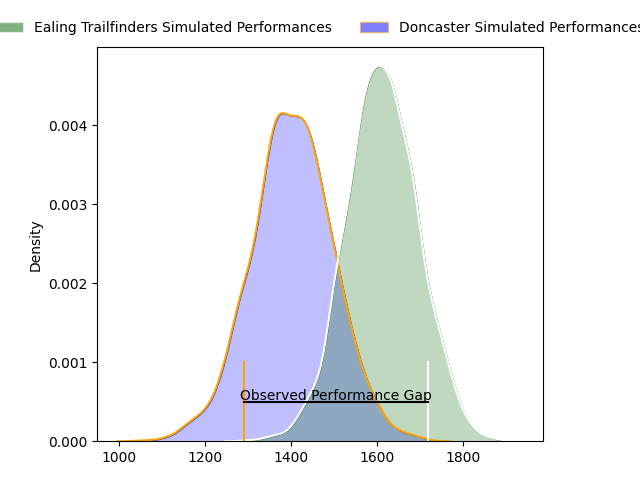 Ealing Trailfinders Simulated Performances
Doncaster Simulated Performances
0.004
0.003
0.002
0.001
0.000
Density
Observed Performance Gap
1000 1200 1400 1600 1800